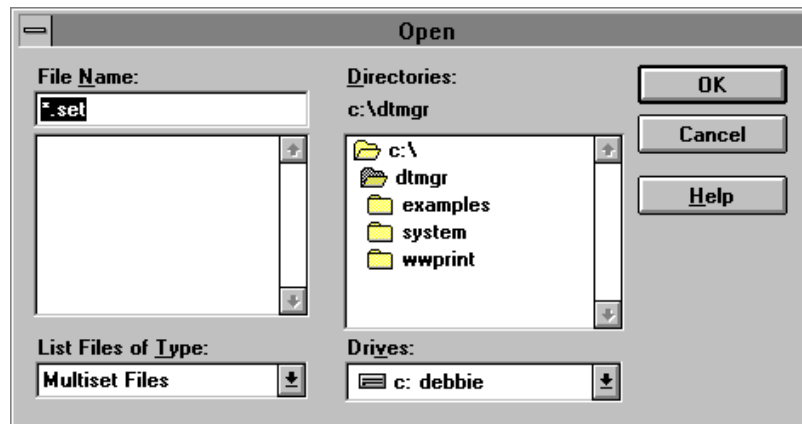 Open
File Name:
*.set
Directories:
c:\dtmgr
c:\
dtmgr
examples
system
wwprint
OK
Cancel
Help
List Files of Type:
Multiset Files
Drives:
c: debbie